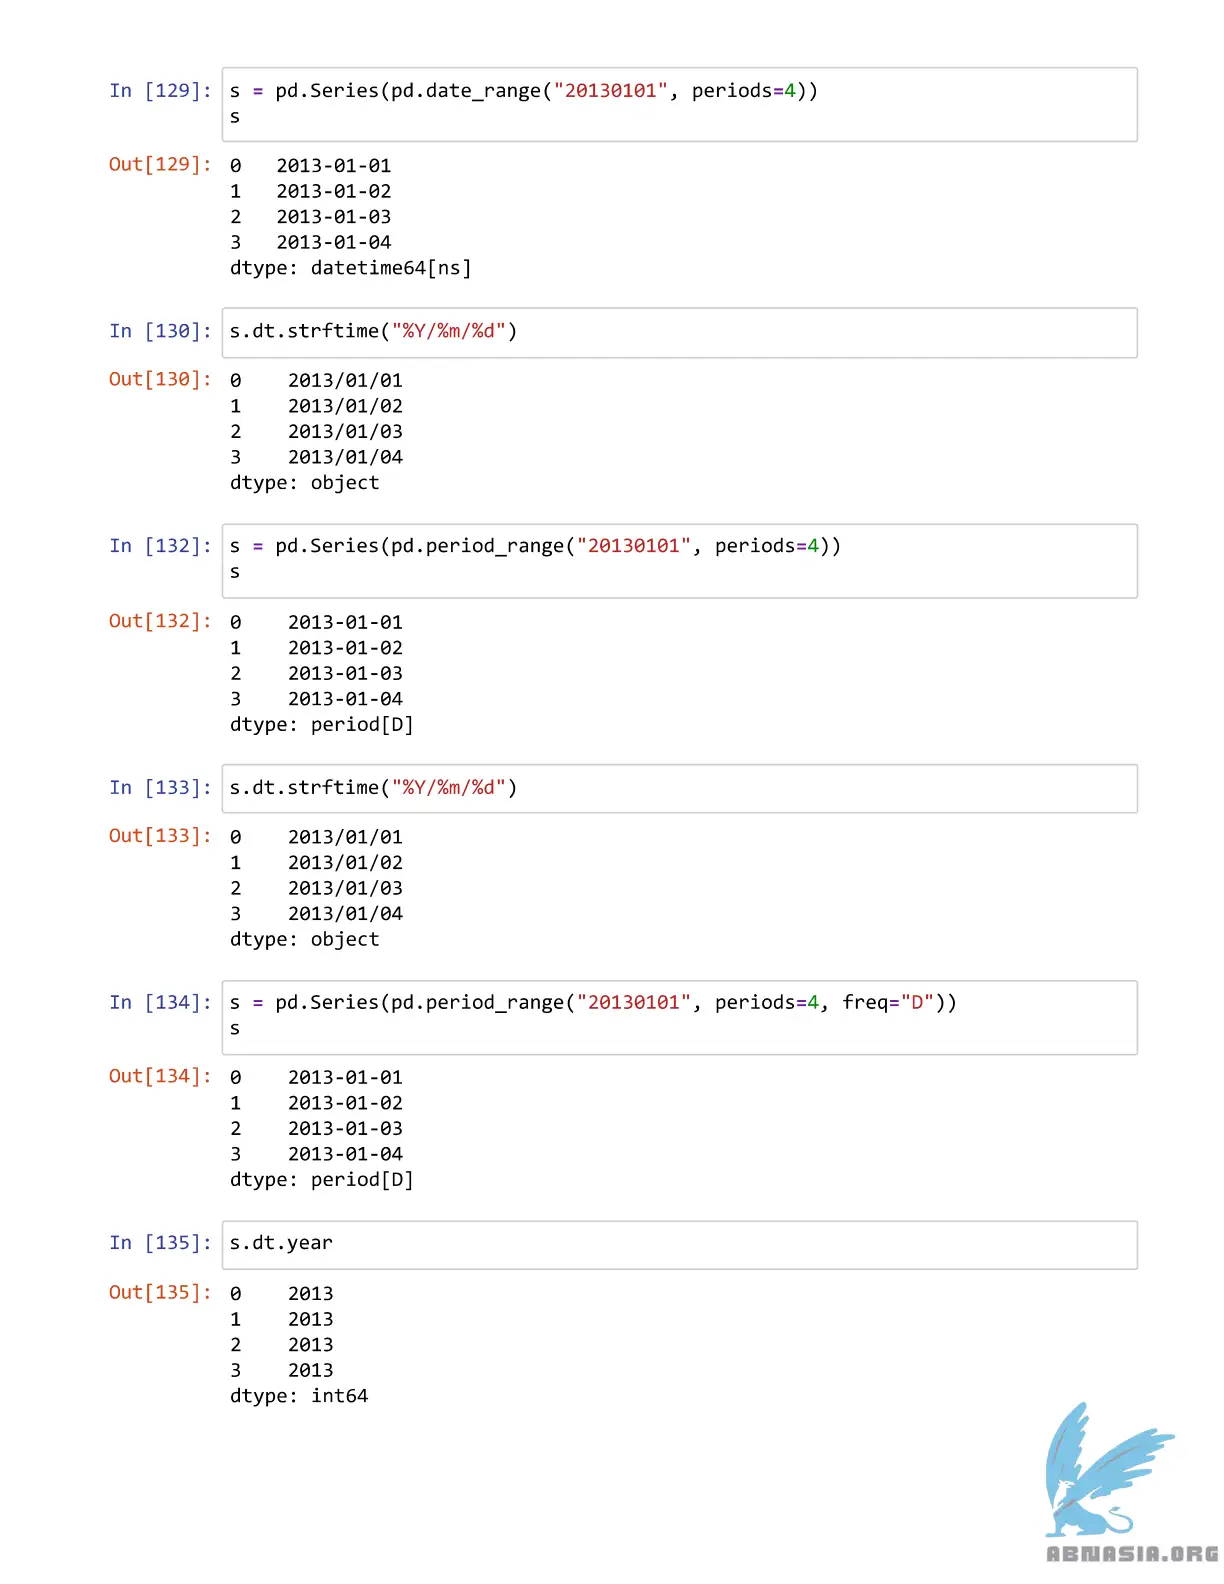 In [129]: s = pd.Series(pd.date_range("20130101", periods=4))
s
Out[129]: 0   2013-01-01
1   2013-01-02
2   2013-01-03
3   2013-01-04
dtype: datetime64[ns]
In [130]: s.dt.strftime("%Y/%m/%d")
Out[130]: 0    2013/01/01
1    2013/01/02
2    2013/01/03
3    2013/01/04
dtype: object
In [132]: s = pd.Series(pd.period_range("20130101", periods=4))
s
Out[132]: 0    2013-01-01
1    2013-01-02
2    2013-01-03
3    2013-01-04
dtype: period[D]
In [133]: s.dt.strftime("%Y/%m/%d")
Out[133]: 0    2013/01/01
1    2013/01/02
2    2013/01/03
3    2013/01/04
dtype: object
In [134]: s = pd.Series(pd.period_range("20130101", periods=4, freq="D"))
s
Out[134]: 0    2013-01-01
1    2013-01-02
2    2013-01-03
3    2013-01-04
dtype: period[D]
In [135]: s.dt.year
Out[135]: 0    2013
1    2013
2    2013
3    2013
dtype: int64
ABNASIA.ORG